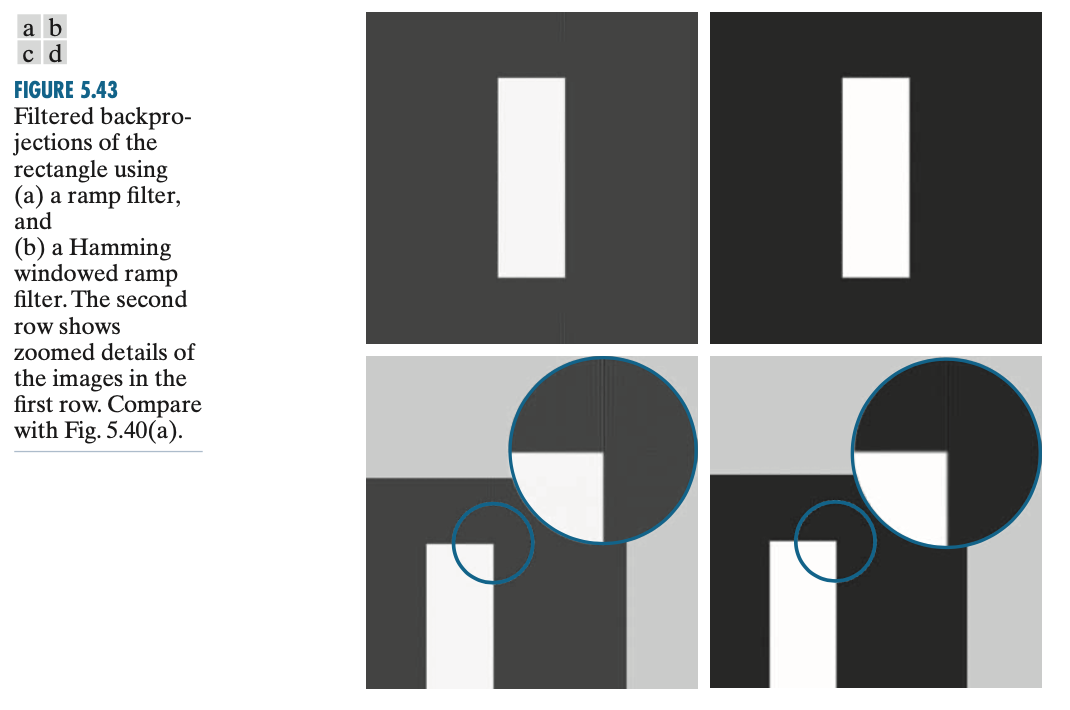 a b
c d
FIGURE 5.43
Filtered backpro-
jections of the
rectangle using
(a) a ramp filter,
and
(b) a Hamming
windowed ramp
filter. The second
row shows
zoomed details of
the images in the
first row. Compare
with Fig. 5.40(a).